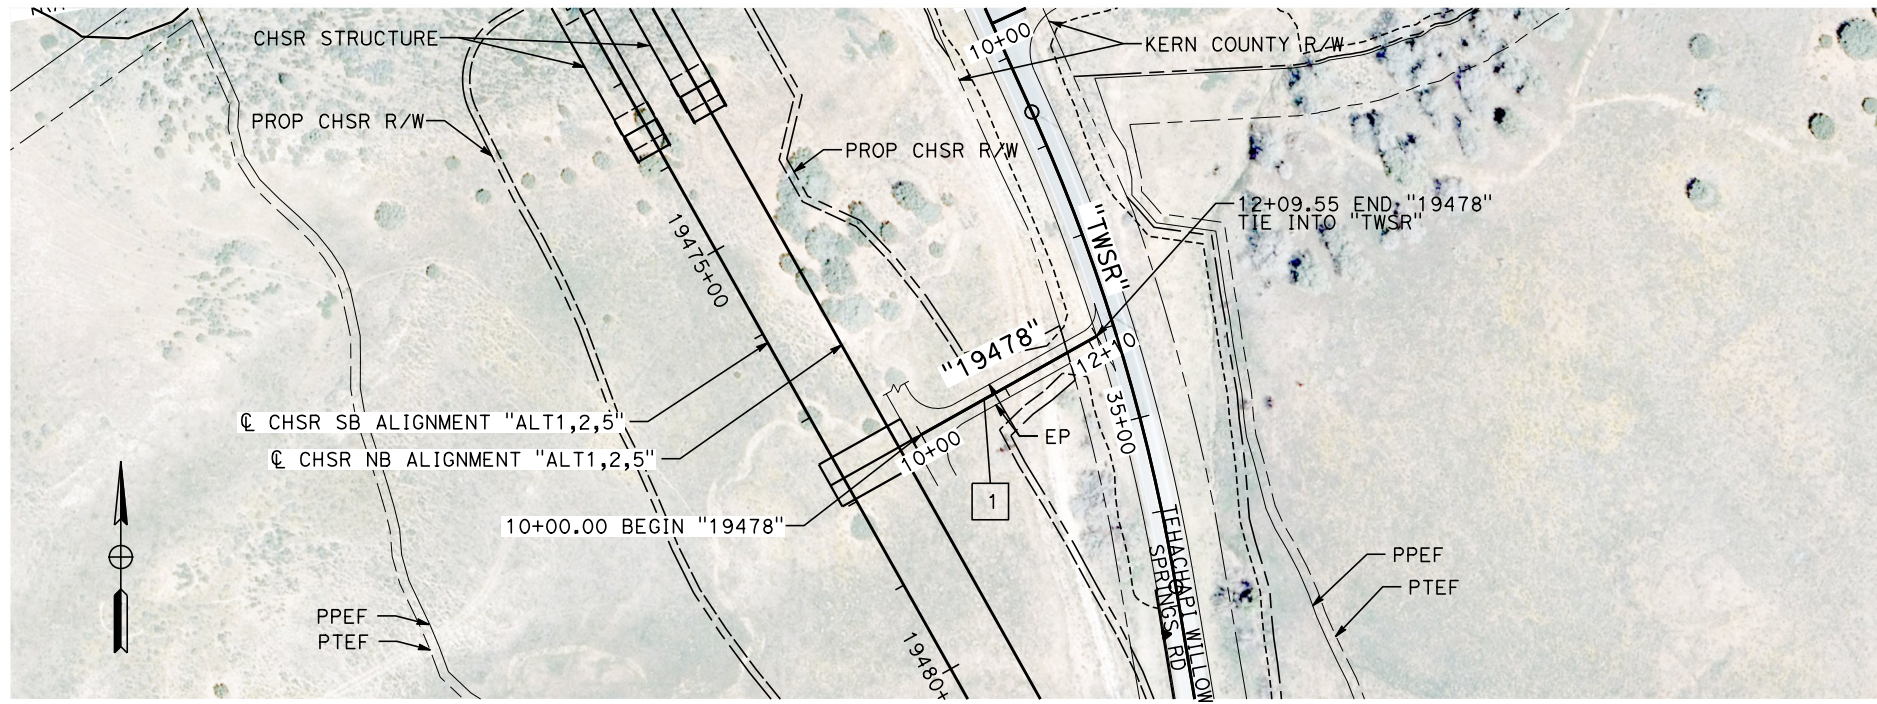 CHSR STRUCTURE
10+00
KERN COUNTY R/W
PROP CHSR R/W
PROP CHSR R/W
12+09.55 END "19478"
TIE INTO "TWSR"
"TWSR"
19475+00
"19478"
12+10
35+00
℄ CHSR SB ALIGNMENT "ALT1,2,5"
EP
10+00
℄ CHSR NB ALIGNMENT "ALT1,2,5"
1
10+00.00 BEGIN "19478"
TEHACHAPI WILLOW
SPRINGS RD
PPEF
PTEF
PPEF
PTEF
19480+